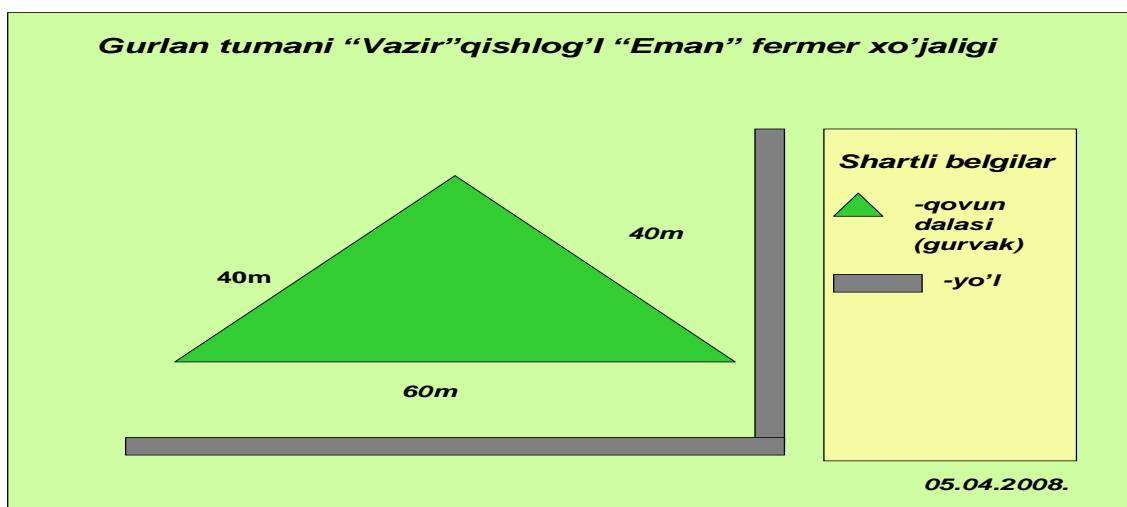 Gurlan tumani “Vazir”qishlog’I “Eman” fermer xo’jaligi
Shartli belgilar
-qovun
dalasi
(gurvak)
-yo’l
40m
40m
60m
05.04.2008.